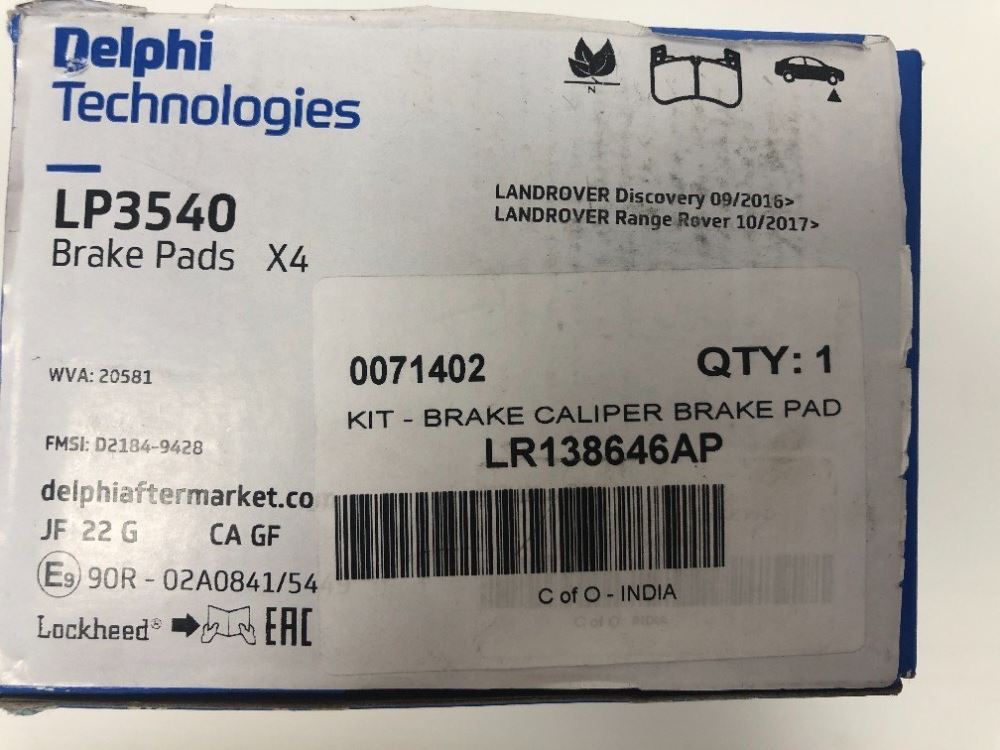 Delphi
Technologies
N
LP3540
Brake Pads X4
LANDROVER Discovery 09/2016>
LANDROVER Range Rover 10/2017>
WVA: 20581
FMSI: D2184-9428
delphiaftermarket.co
JF 22 G CA GF
E9 90R - 02A0841/54
Lockheed® EAC
0071402 QTY: 1
KIT - BRAKE CALIPER BRAKE PAD
LR138646AP
C of O - INDIA
C of O - INDIA